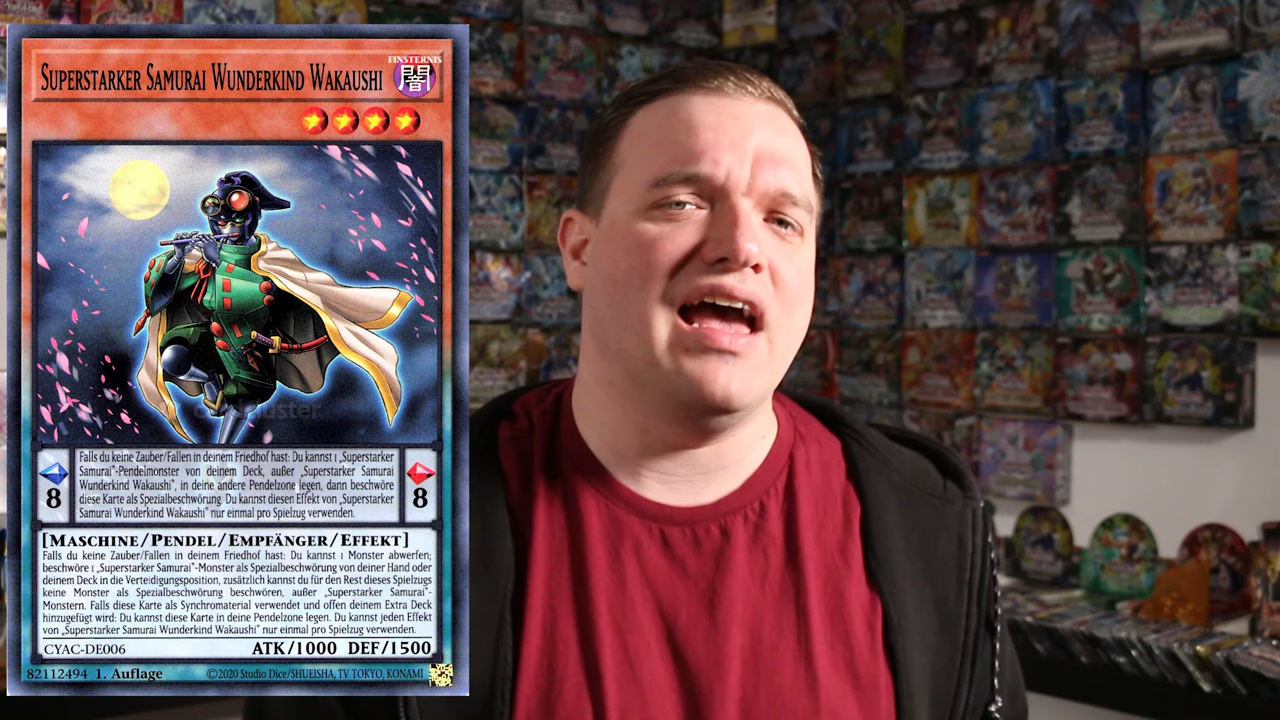 Superstarker Samurai Wunderkind Wakaushi
FINSTERNIS
闇
Falls du keine Zauber/Fallen in deinem Friedhof hast: Du kannst 1 „Superstarker
Samurai“-Pendelmonster von deinem Deck, außer „Superstarker Samurai
Wunderkind Wakaushi“, in deine andere Pendelzone legen, dann beschwöre
diese Karte als Spezialbeschwörung. Du kannst diesen Effekt von „Superstarker
Samurai Wunderkind Wakaushi“ nur einmal pro Spielzug verwenden.
8
8
[Maschine/Pendel/Empfänger/Effekt]
Falls du keine Zauber/Fallen in deinem Friedhof hast: Du kannst 1 Monster abwerfen;
beschwöre 1 „Superstarker Samurai“-Monster als Spezialbeschwörung von deiner Hand oder
deinem Deck in die Verteidigungsposition, zusätzlich kannst du für den Rest dieses Spielzugs
keine Monster als Spezialbeschwörung beschwören, außer „Superstarker Samurai“-
Monstern. Falls diese Karte als Synchromaterial verwendet und offen deinem Extra Deck
hinzugefügt wird: Du kannst diese Karte in deine Pendelzone legen. Du kannst jeden Effekt
von „Superstarker Samurai Wunderkind Wakaushi“ nur einmal pro Spielzug verwenden.
CYAC-DE006
ATK/1000 DEF/1500
82112494 1. Auflage
©2020 Studio Dice/SHUEISHA, TV TOKYO, KONAMI